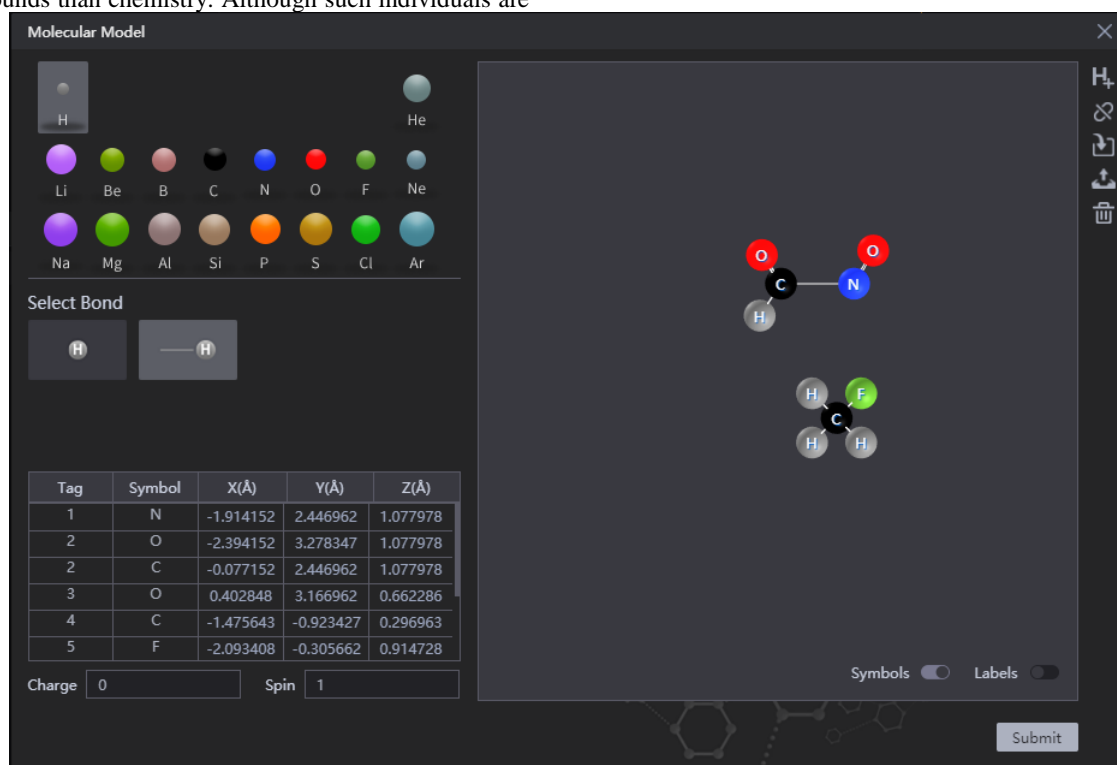 ounds than chemistry. Although such individuals are
Molecular Model
H He
Li Be B C N O F Ne
Na Mg Al Si P S Cl Ar
Select Bond
H H
O O
C N
H
H F
C
H H
Tag Symbol X(Å) Y(Å) Z(Å)
1 N -1.914152 2.446962 1.077978
2 O -2.394152 3.278347 1.077978
2 C -0.077152 2.446962 1.077978
3 O 0.402848 3.166962 0.662286
4 C -1.475643 -0.923427 0.296963
5 F -2.093408 -0.305662 0.914728
Charge 0 Spin 1
Symbols Labels
H+
Submit